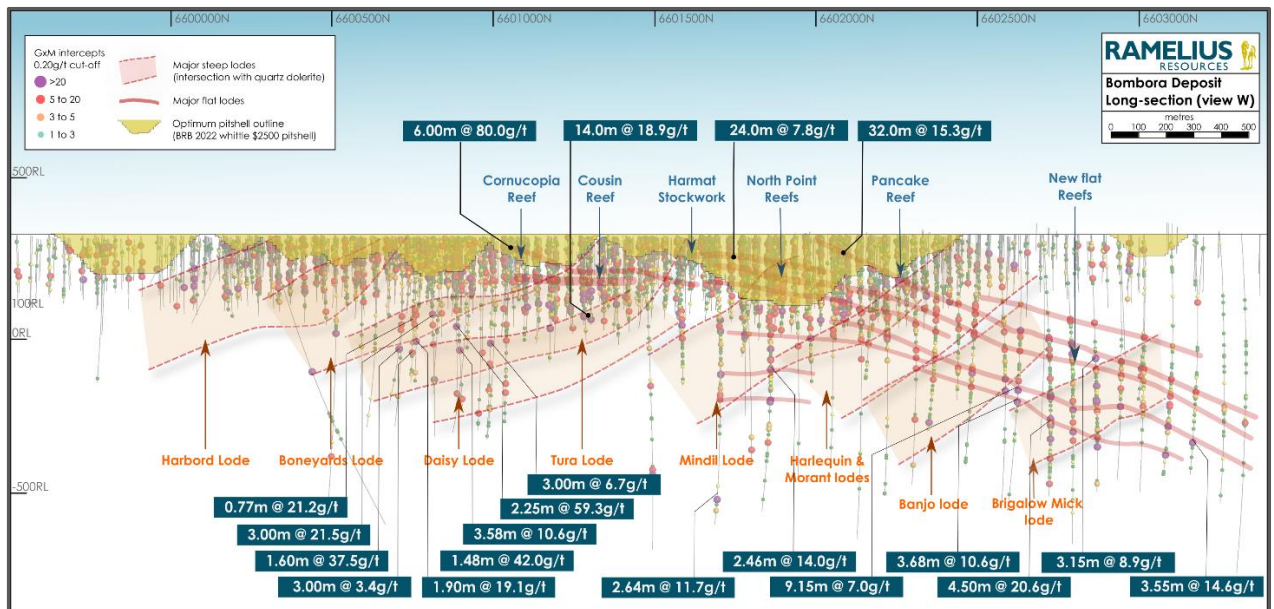 6600000N
6600500N
6601000N
6601500N
6602000N
6602500N
6603000N
GxM intercepts
0.20g/t cut-off
>20
5 to 20
3 to 5
1 to 3
Major steep lodes
(intersection with quartz dolerite)
Major flat lodes
Optimum pitshell outline
(BRB 2022 whittle $2500 pitshell)
RAMELIUS
RESOURCES
Bombora Deposit
Long-section (view W)
metres
0 100 200 300 400 500
6.00m @ 80.0g/t
14.0m @ 18.9g/t
24.0m @ 7.8g/t
32.0m @ 15.3g/t
500RL
Cornucopia
Reef
Cousin
Reef
Harmat
Stockwork
North Point
Reefs
Pancake
Reef
New flat
Reefs
100RL
0RL
-500RL
Harbord Lode
Boneyards Lode
Daisy Lode
Tura Lode
Mindil Lode
Harlequin &
Morant lodes
Banjo lode
Brigalow Mick
lode
0.77m @ 21.2g/t
3.00m @ 21.5g/t
1.60m @ 37.5g/t
3.00m @ 3.4g/t
3.00m @ 6.7g/t
2.25m @ 59.3g/t
3.58m @ 10.6g/t
1.48m @ 42.0g/t
1.90m @ 19.1g/t
2.64m @ 11.7g/t
2.46m @ 14.0g/t
9.15m @ 7.0g/t
3.68m @ 10.6g/t
4.50m @ 20.6g/t
3.15m @ 8.9g/t
3.55m @ 14.6g/t